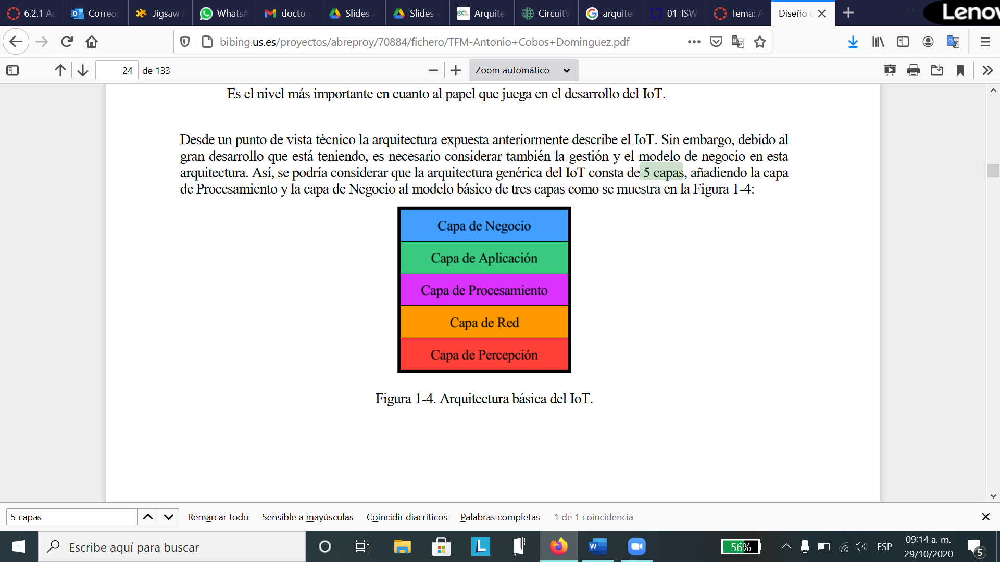 6.2.1 Ac
Correo:
Jigsaw
WhatsA
docto -
Slides -
Slides -
Arquite
CircuitV
arquitec
01_ISW
Tema: A
Diseño e
Lenov
bibing.us.es/proyectos/abreproy/70884/fichero/TFM-Antonio+Cobos+Dominguez.pdf
24 de 133
Zoom automático
Es el nivel más importante en cuanto al papel que juega en el desarrollo del IoT.
Desde un punto de vista técnico la arquitectura expuesta anteriormente describe el IoT. Sin embargo, debido al
gran desarrollo que está teniendo, es necesario considerar también la gestión y el modelo de negocio en esta
arquitectura. Así, se podría considerar que la arquitectura genérica del IoT consta de 5 capas, añadiendo la capa
de Procesamiento y la capa de Negocio al modelo básico de tres capas como se muestra en la Figura 1-4:
Capa de Negocio
Capa de Aplicación
Capa de Procesamiento
Capa de Red
Capa de Percepción
Figura 1-4. Arquitectura básica del IoT.
5 capas
Remarcar todo
Sensible a mayúsculas
Coincidir diacríticos
Palabras completas
1 de 1 coincidencia
Escribe aquí para buscar
L
W
56%
ESP
09:14 a. m.
29/10/2020
5